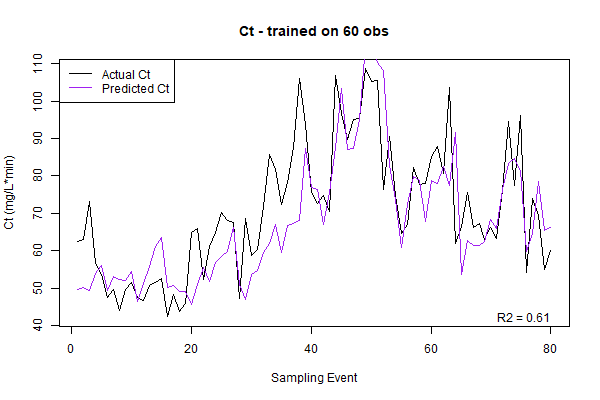 Ct - trained on 60 obs
Actual Ct
Predicted Ct
Ct (mg/L*min)
110
100
90
80
70
60
50
40
R2 = 0.61
0 20 40 60 80
Sampling Event